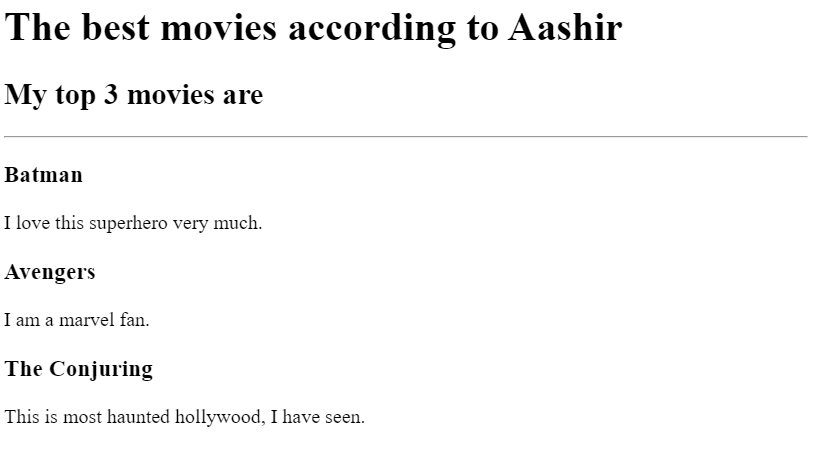 The best movies according to Aashir
My top 3 movies are
Batman
I love this superhero very much.
Avengers
I am a marvel fan.
The Conjuring
This is most haunted hollywood, I have seen.